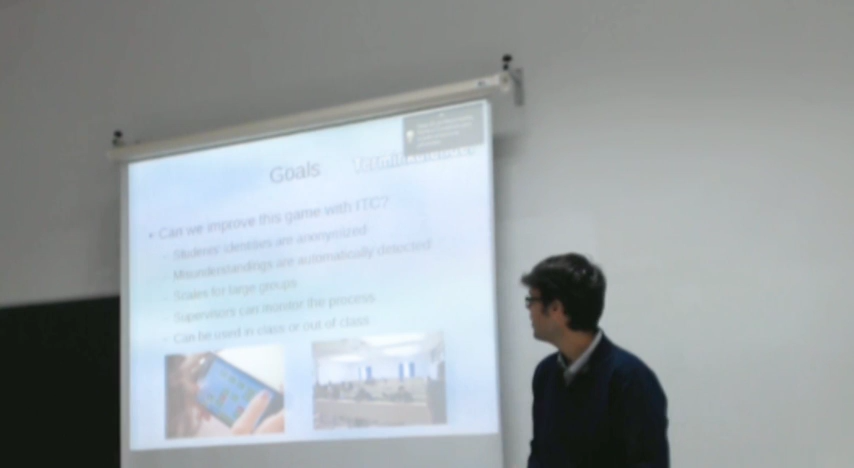 Goals
• Can we improve this game with ITC?
- Students' identities are anonymized
- Misunderstandings are automatically detected
- Scales for large groups
- Supervisors can monitor the process
- Can be used in class or out of class